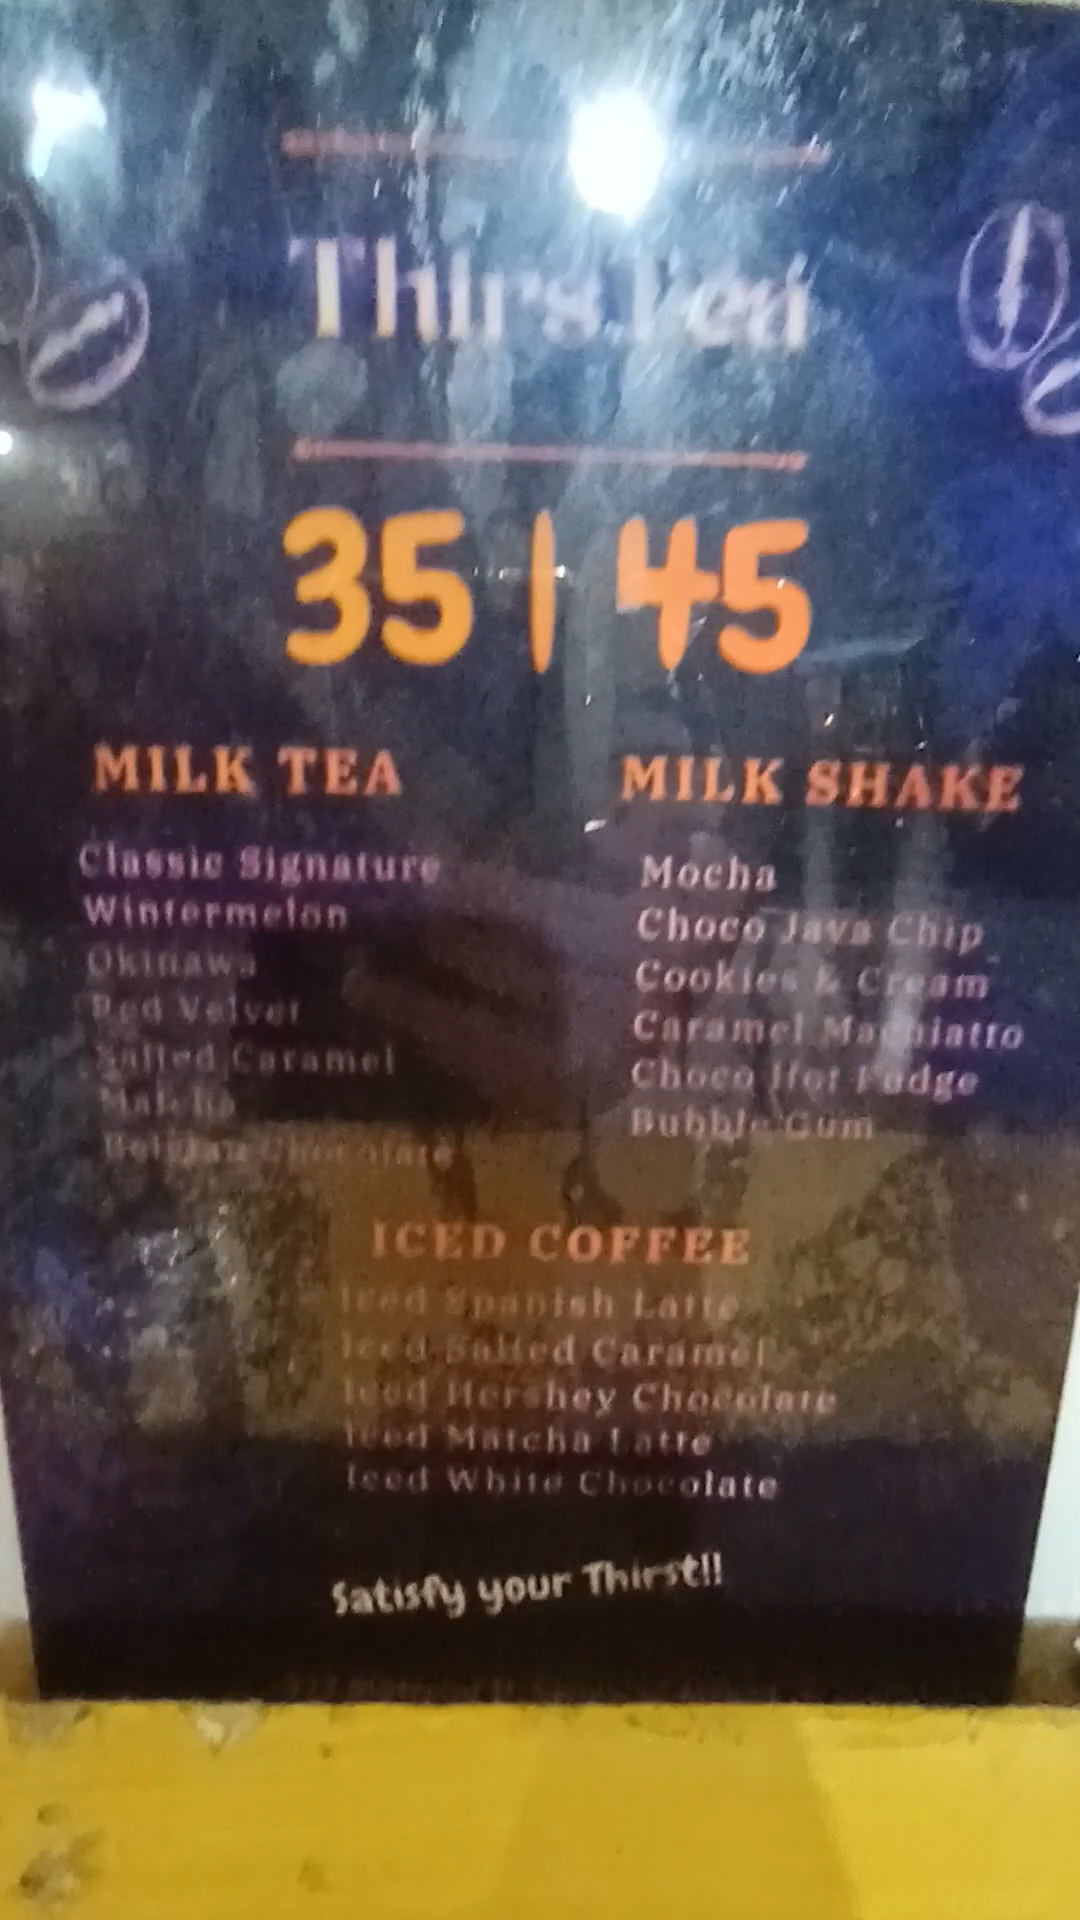 ThirsTea
35 | 45
MILK TEA
Classic Signature
Wintermelon
Okinawa
Red Velvet
Salted Caramel
Matcha
Belgian Chocolate
MILK SHAKE
Mocha
Choco Java Chip
Cookies & Cream
Caramel Machiatto
Choco Hot Fudge
Bubble Gum
ICED COFFEE
Iced Spanish Latte
Iced Salted Caramel
Iced Hershey Chocolate
Iced Matcha Latte
Iced White Chocolate
Satisfy your Thirst!!